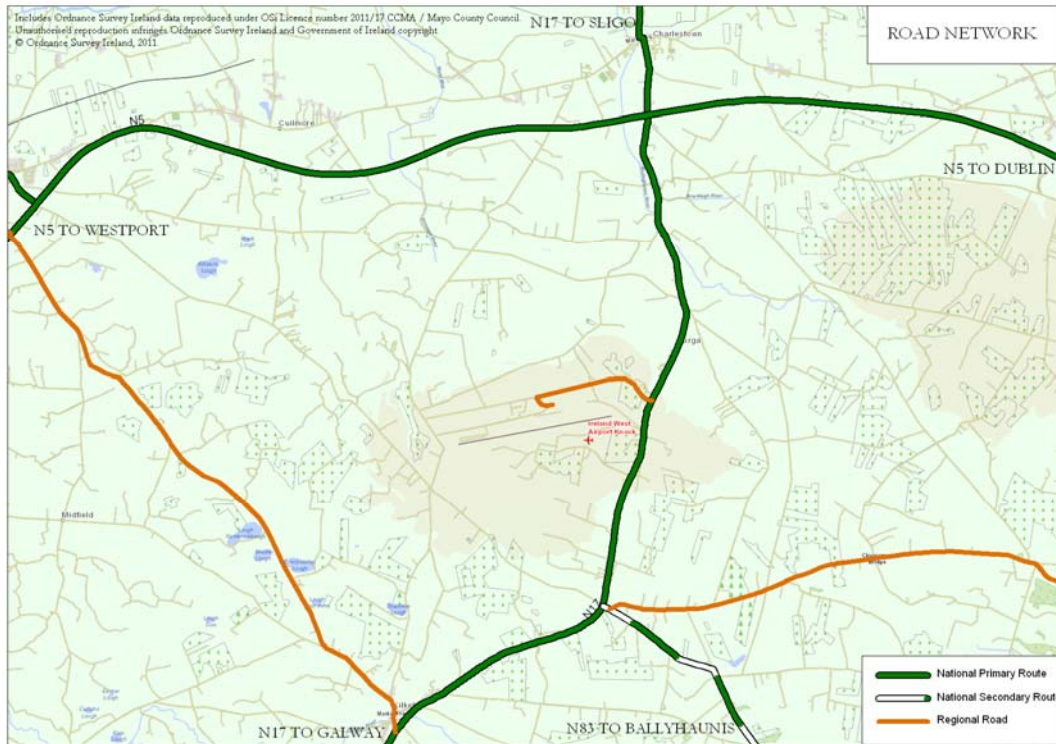 Includes Ordnance Survey Ireland data reproduced under OSi Licence number 2011/17 CCMA / Mayo County Council.
Unauthorised reproduction infringes Ordnance Survey Ireland and Government of Ireland copyright.
© Ordnance Survey Ireland, 2011
N17 TO SLIGO
Charlestown
ROAD NETWORK
N5
Cuilmore
N5 TO DUBLIN
N5 TO WESTPORT
Ireland West
Airport Knock
Midfield
N17
N17 TO GALWAY
N83 TO BALLYHAUNIS
National Primary Route
National Secondary Route
Regional Road